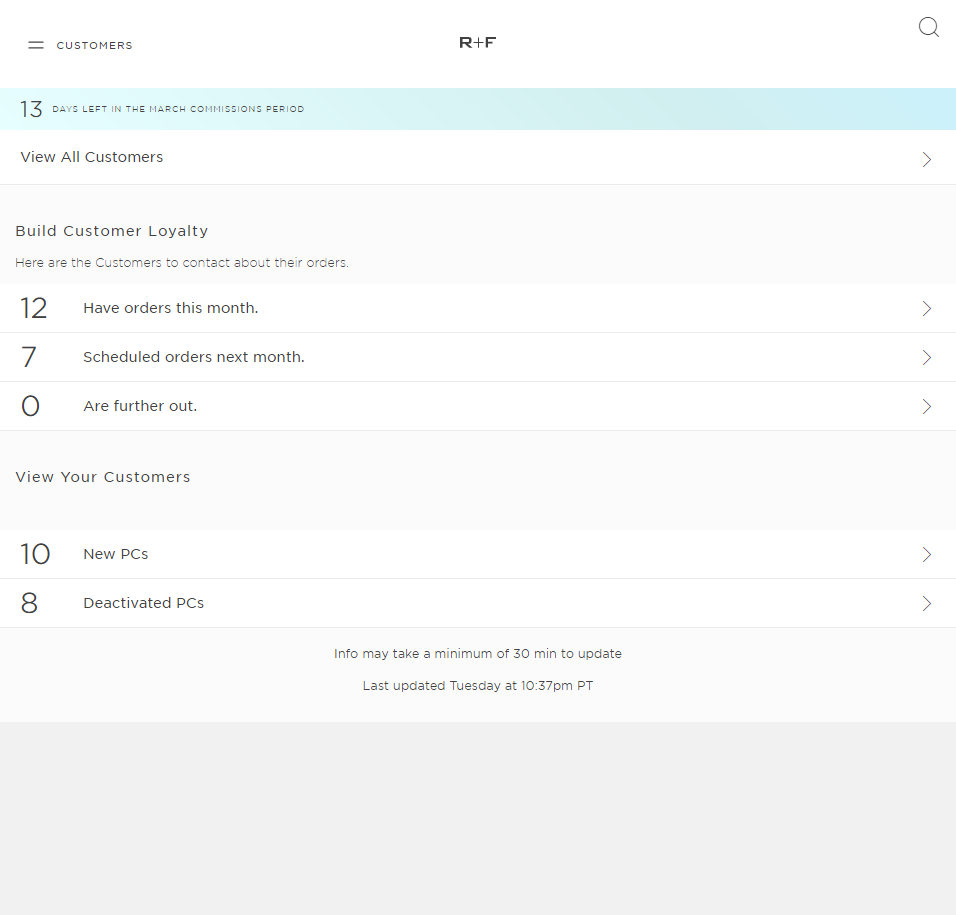 CUSTOMERS
R+F
13 DAYS LEFT IN THE MARCH COMMISSIONS PERIOD
View All Customers
Build Customer Loyalty
Here are the Customers to contact about their orders.
12 Have orders this month.
7 Scheduled orders next month.
0 Are further out.
View Your Customers
10 New PCs
8 Deactivated PCs
Info may take a minimum of 30 min to update
Last updated Tuesday at 10:37pm PT